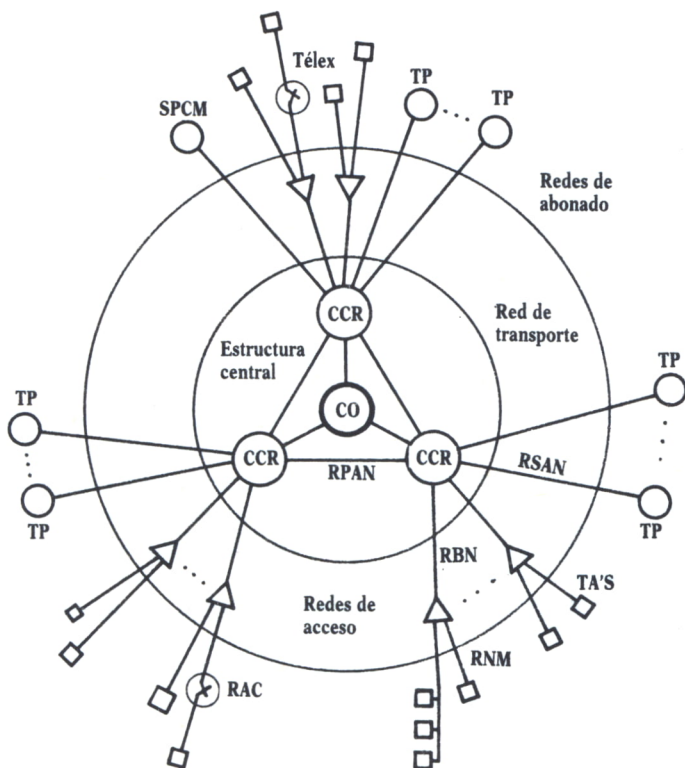 Télex
TP
TP
SPCM
Redes de
abonado
CCR
Red de
transporte
Estructura
central
TP
CO
TP
CCR
CCR
RPAN
RSAN
TP
TP
RBN
TA'S
Redes de
acceso
RNM
RAC